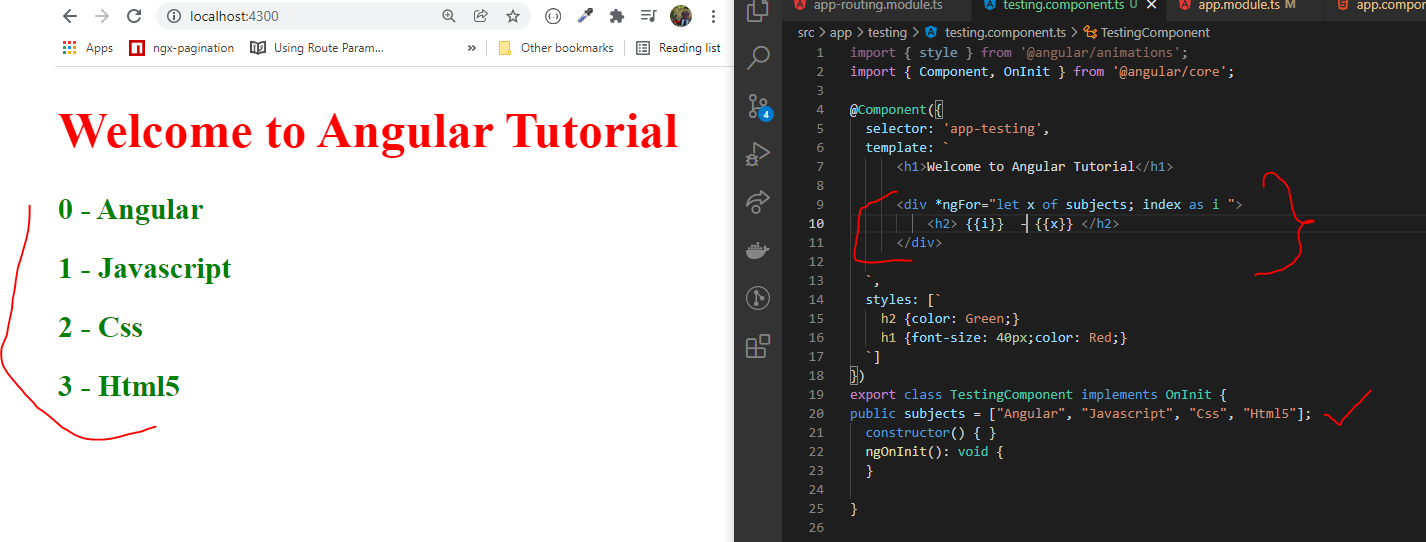 localhost:4300
Apps
ngx-pagination
Using Route Param...
»
Other bookmarks
Reading list
Welcome to Angular Tutorial
0 - Angular
1 - Javascript
2 - Css
3 - Html5
app-routing.module.ts
testing.component.ts U
app.module.ts M
app.compor
src > app > testing > testing.component.ts > TestingComponent
4
1 import { style } from '@angular/animations';
2 import { Component, OnInit } from '@angular/core';
3
4 @Component({
5 selector: 'app-testing',
6 template: `
7 <h1>Welcome to Angular Tutorial</h1>
8
9 <div *ngFor="let x of subjects; index as i ">
10 <h2> {{i}}  - {{x}} </h2>
11 </div>
12
13 `,
14 styles: [`
15 h2 {color: Green;}
16 h1 {font-size: 40px;color: Red;}
17 `]
18 })
19 export class TestingComponent implements OnInit {
20 public subjects = ["Angular", "Javascript", "Css", "Html5"];
21 constructor() { }
22 ngOnInit(): void {
23 }
24
25 }
26